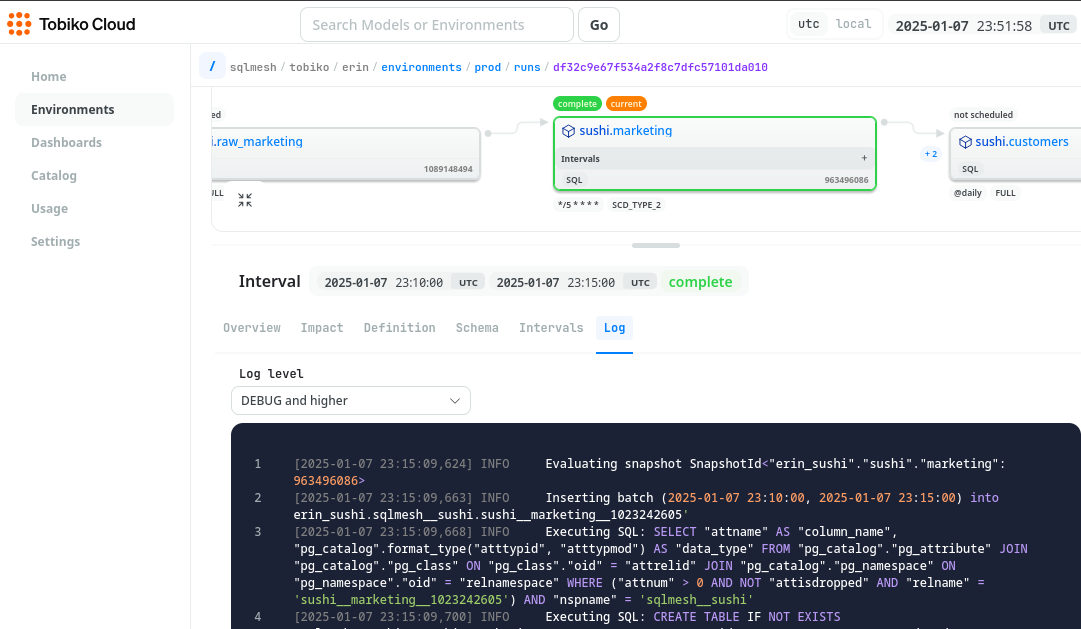 Tobiko Cloud
Search Models or Environments
Go
utc local
2025-01-07 23:51:58 UTC
Home
Environments
Dashboards
Catalog
Usage
Settings
/ sqlmesh / tobiko / erin / environments / prod / runs / df32c9e67f534a2f8c7dfc57101da010
ed
i.raw_marketing
1089148494
ULL
complete current
sushi.marketing
Intervals +
SQL 963496086
*/5 * * * * SCD_TYPE_2
+ 2
not scheduled
sushi.customers
SQL
@daily FULL
Interval 2025-01-07 23:10:00 UTC 2025-01-07 23:15:00 UTC complete
Overview Impact Definition Schema Intervals Log
Log level
DEBUG and higher
1 [2025-01-07 23:15:09,624] INFO Evaluating snapshot SnapshotId<"erin_sushi"."sushi"."marketing":
963496086>
2 [2025-01-07 23:15:09,663] INFO Inserting batch (2025-01-07 23:10:00, 2025-01-07 23:15:00) into
erin_sushi.sqlmesh__sushi.sushi__marketing__1023242605'
3 [2025-01-07 23:15:09,668] INFO Executing SQL: SELECT "attname" AS "column_name",
"pg_catalog".format_type("atttypid", "atttypmod") AS "data_type" FROM "pg_catalog"."pg_attribute" JOIN
"pg_catalog"."pg_class" ON "pg_class"."oid" = "attrelid" JOIN "pg_catalog"."pg_namespace" ON
"pg_namespace"."oid" = "relnamespace" WHERE ("attnum" > 0 AND NOT "attisdropped" AND "relname" =
'sushi__marketing__1023242605') AND "nspname" = 'sqlmesh__sushi'
4 [2025-01-07 23:15:09,700] INFO Executing SQL: CREATE TABLE IF NOT EXISTS